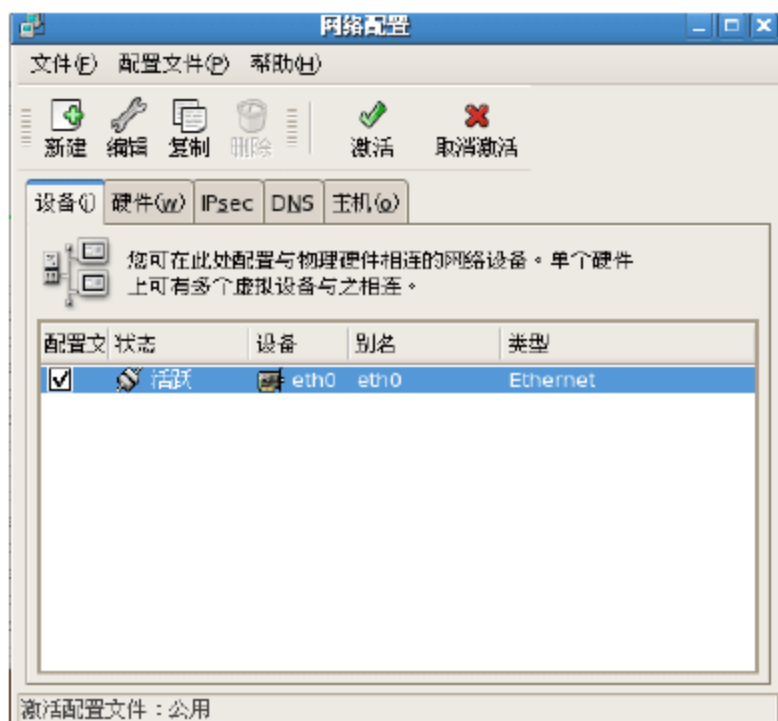 网络配置
文件(F) 配置文件(P) 帮助(H)
新建 编辑 复制 删除 激活 取消激活
设备(I) 硬件(w) IPsec DNS 主机(o)
您可在此处配置与物理硬件相连的网络设备。单个硬件
上可有多个虚拟设备与之相连。
配置文 状态 设备 别名 类型
活跃 eth0 eth0 Ethernet
激活配置文件：公用